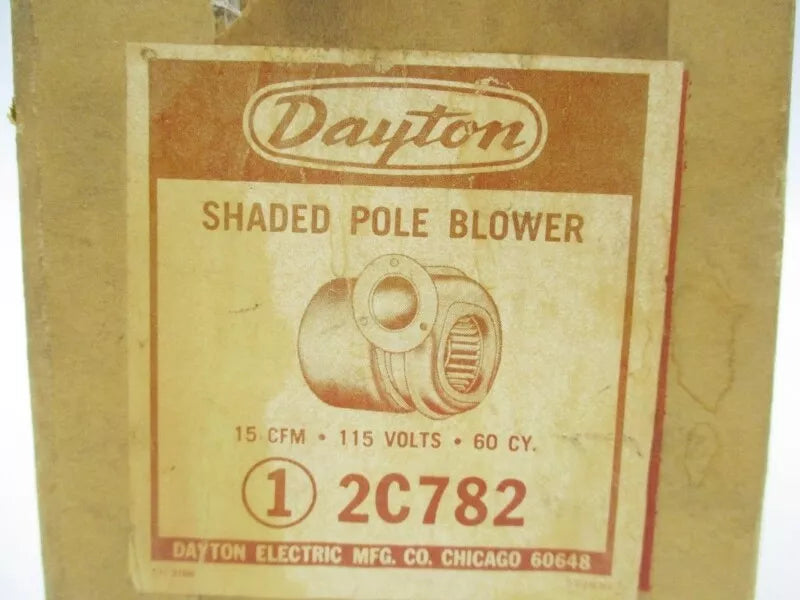 Dayton
SHADED POLE BLOWER
15 CFM • 115 VOLTS • 60 CY.
1 2C782
DAYTON ELECTRIC MFG. CO. CHICAGO 60648